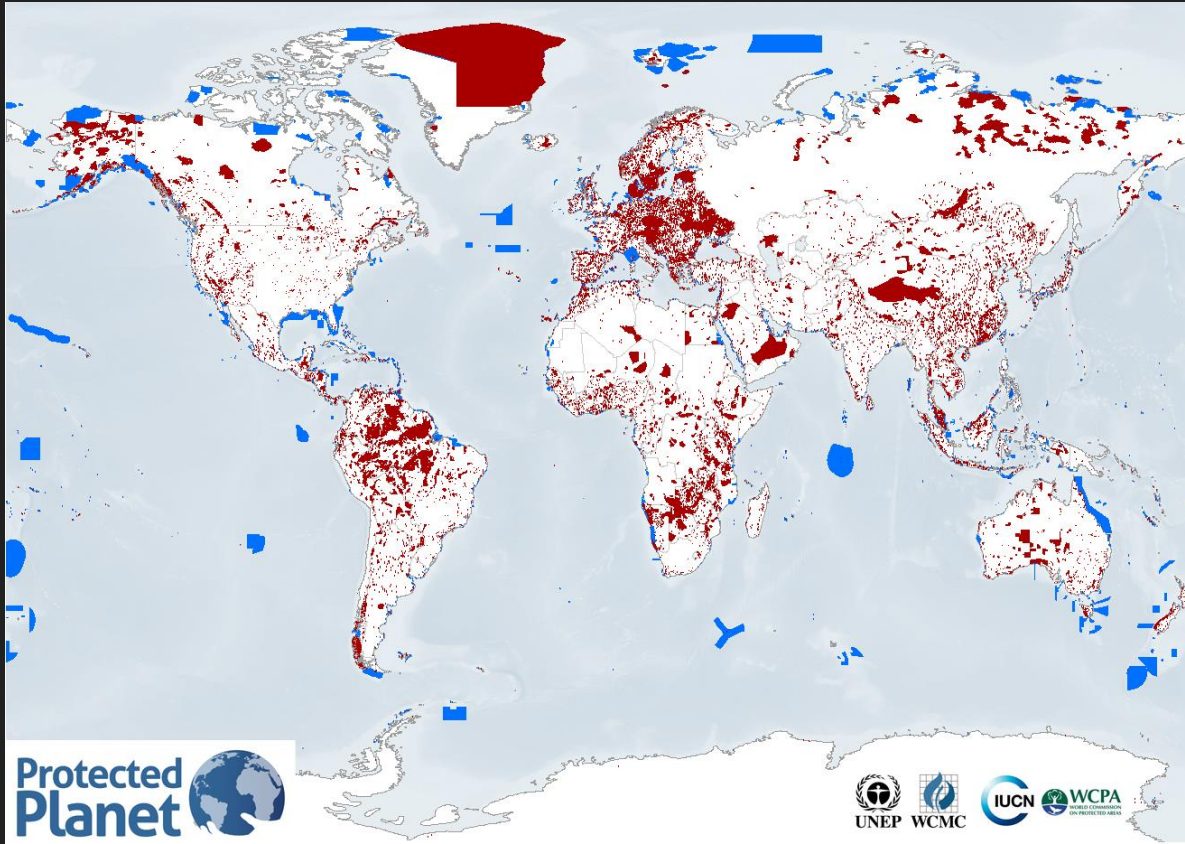 Protected
Planet
UNEP
WCMC
IUCN
WCPA
WORLD COMMISSION
ON PROTECTED AREAS